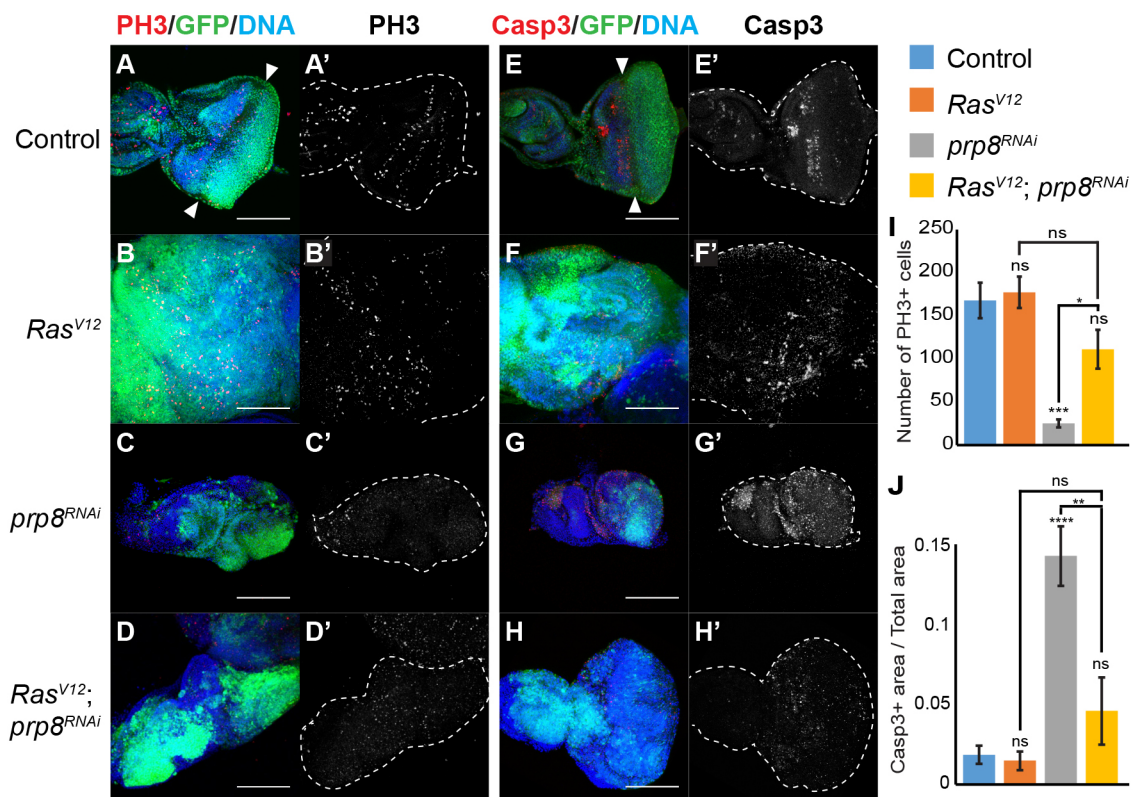 PH3/GFP/DNA PH3 Casp3/GFP/DNA Casp3
Control
Ras^V12
prp8^RNAi
Ras^V12; prp8^RNAi
Control
A A' E E'
Ras^V12
B B' F F'
prp8^RNAi
C C' G G'
Ras^V12;
prp8^RNAi
D D' H H'
I
Number of PH3+ cells
250
200
150
100
50
0
ns
ns
*
ns
***
J
Casp3+ area / Total area
0.15
0.1
0.05
0
ns
**
****
ns
ns